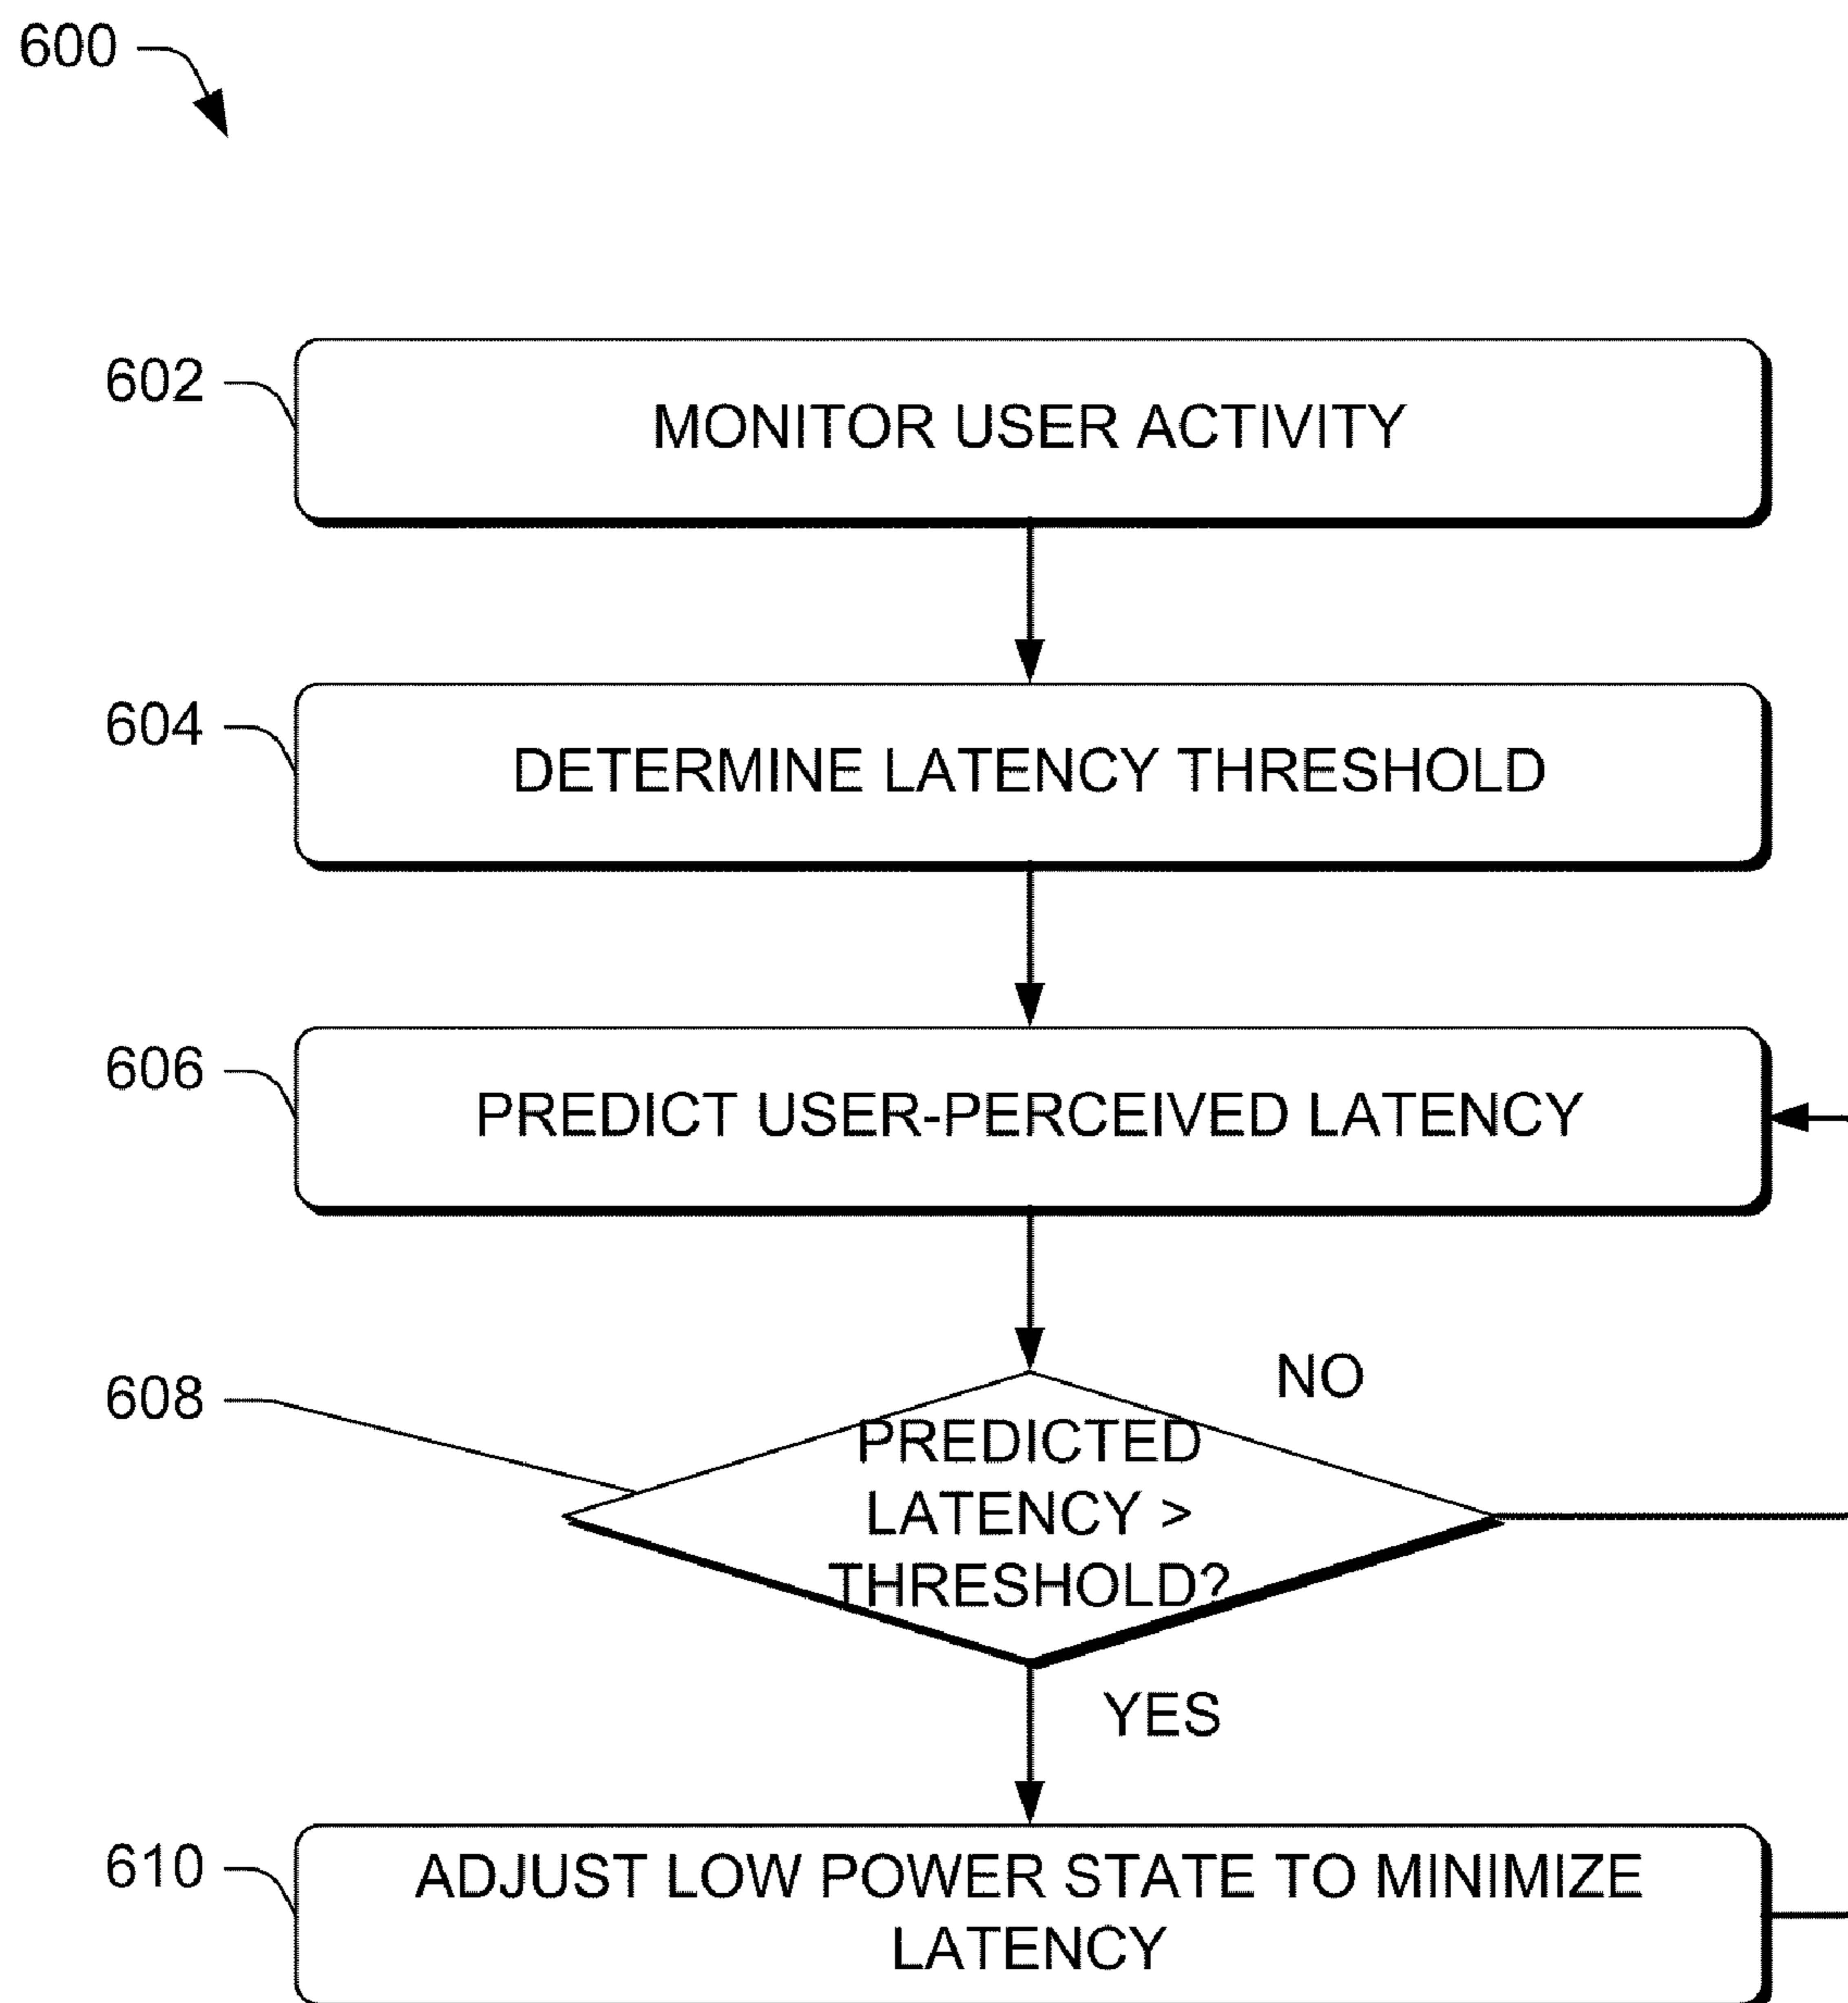 600
602
MONITOR USER ACTIVITY
604
DETERMINE LATENCY THRESHOLD
606
PREDICT USER-PERCEIVED LATENCY
608
NO
PREDICTED
LATENCY >
THRESHOLD?
YES
610
ADJUST LOW POWER STATE TO MINIMIZE
LATENCY